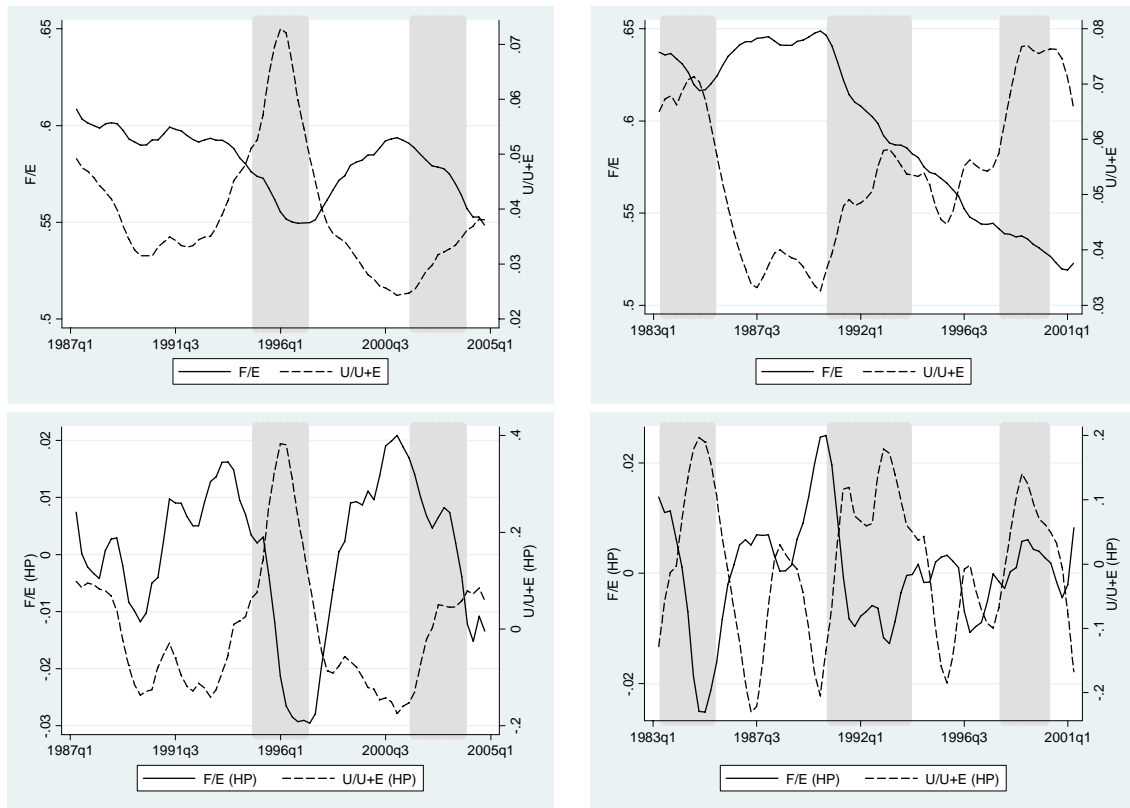 F/E
.5 .55 .6 .65
U/U+E
.02 .03 .04 .05 .06 .07
1987q1 1991q3 1996q1 2000q3 2005q1
F/E U/U+E
F/E
.5 .55 .6 .65
U/U+E
.03 .04 .05 .06 .07 .08
1983q1 1987q3 1992q1 1996q3 2001q1
F/E U/U+E
F/E (HP)
-.03 -.02 -.01 0 .01 .02
U/U+E (HP)
-.2 0 .2 .4
1987q1 1991q3 1996q1 2000q3 2005q1
F/E (HP) U/U+E (HP)
F/E (HP)
-.02 0 .02
U/U+E (HP)
-.2 -.1 0 .1 .2
1983q1 1987q3 1992q1 1996q3 2001q1
F/E (HP) U/U+E (HP)